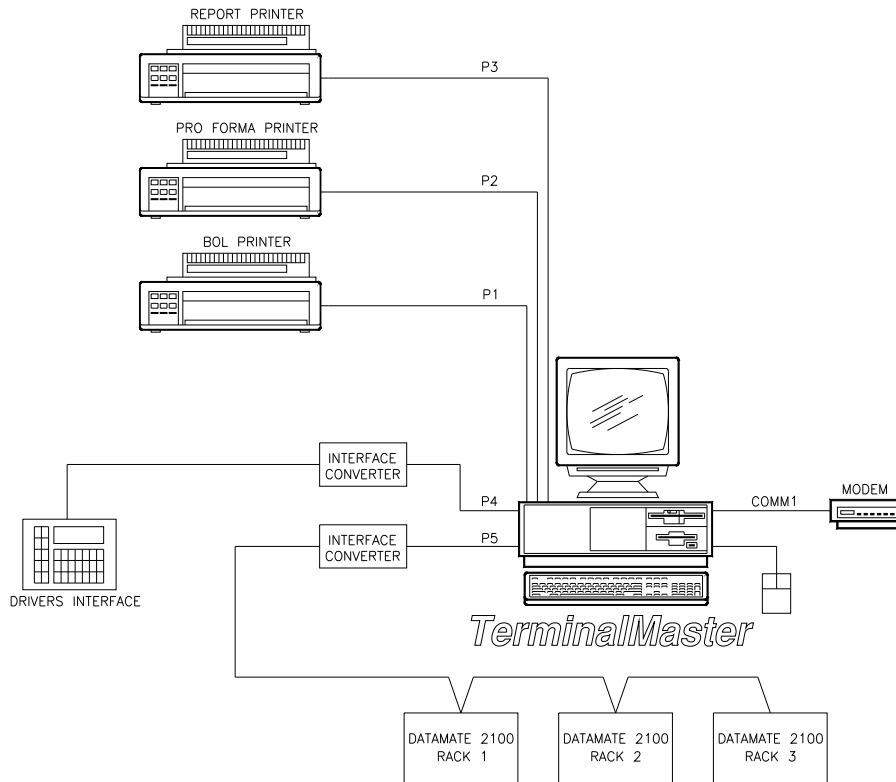 REPORT PRINTER
P3
PRO FORMA PRINTER
P2
BOL PRINTER
P1
INTERFACE
CONVERTER
P4
COMM1
MODEM
INTERFACE
CONVERTER
P5
DRIVERS INTERFACE
TerminalMaster
DATAMATE 2100
RACK 1
DATAMATE 2100
RACK 2
DATAMATE 2100
RACK 3